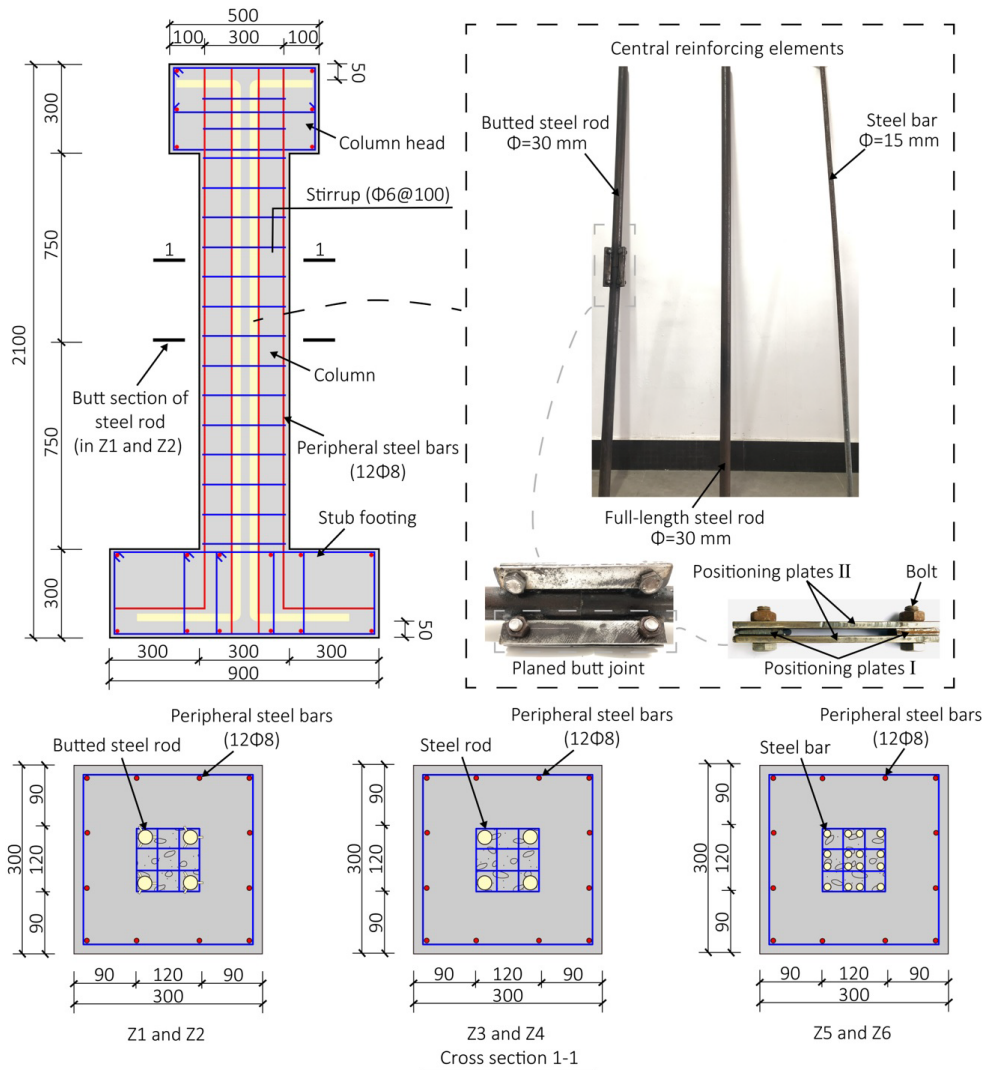 500
100
300
100
50
2100
300
750
750
300
Column head
Stirrup (Φ6@100)
1
1
Column
Butt section of
steel rod
(in Z1 and Z2)
Peripheral steel bars
(12Φ8)
Stub footing
50
300
300
300
900
Central reinforcing elements
Butted steel rod
Φ=30 mm
Steel bar
Φ=15 mm
Full-length steel rod
Φ=30 mm
Positioning plates II
Bolt
Planed butt joint
Positioning plates I
Peripheral steel bars
(12Φ8)
Butted steel rod
300
90
120
90
90
120
90
300
Z1 and Z2
Peripheral steel bars
(12Φ8)
Steel rod
300
90
120
90
90
120
90
300
Z3 and Z4
Peripheral steel bars
(12Φ8)
Steel bar
300
90
120
90
90
120
90
300
Z5 and Z6
Cross section 1-1